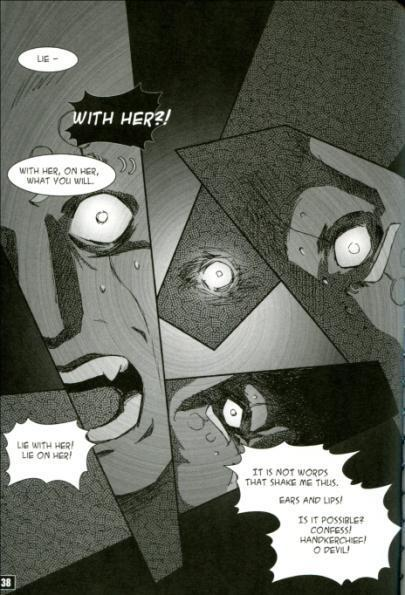 LIE –
WITH HER?!
WITH HER, ON HER,
WHAT YOU WILL.
LIE WITH HER!
LIE ON HER!
IT IS NOT WORDS
THAT SHAKE ME THUS.
EARS AND LIPS!
IS IT POSSIBLE?
CONFESS!
HANDKERCHIEF!
O DEVIL!
38